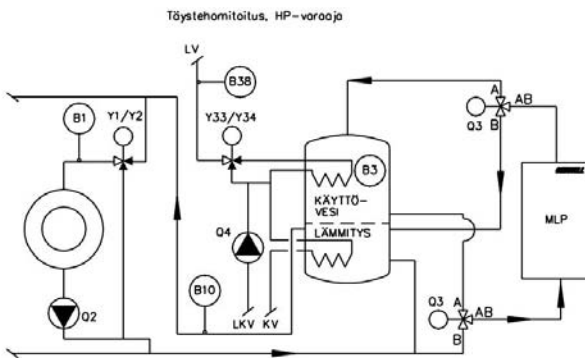 Täystehomitoitus, HP-varaaja
LV
B38
A
AB
Q3
B
B1
Y1/Y2
Y33/Y34
B3
KÄYTTÖ-
VESI
LÄMMITYS
MLP
Q4
Q2
B10
LKV
KV
Q3
A
AB
B